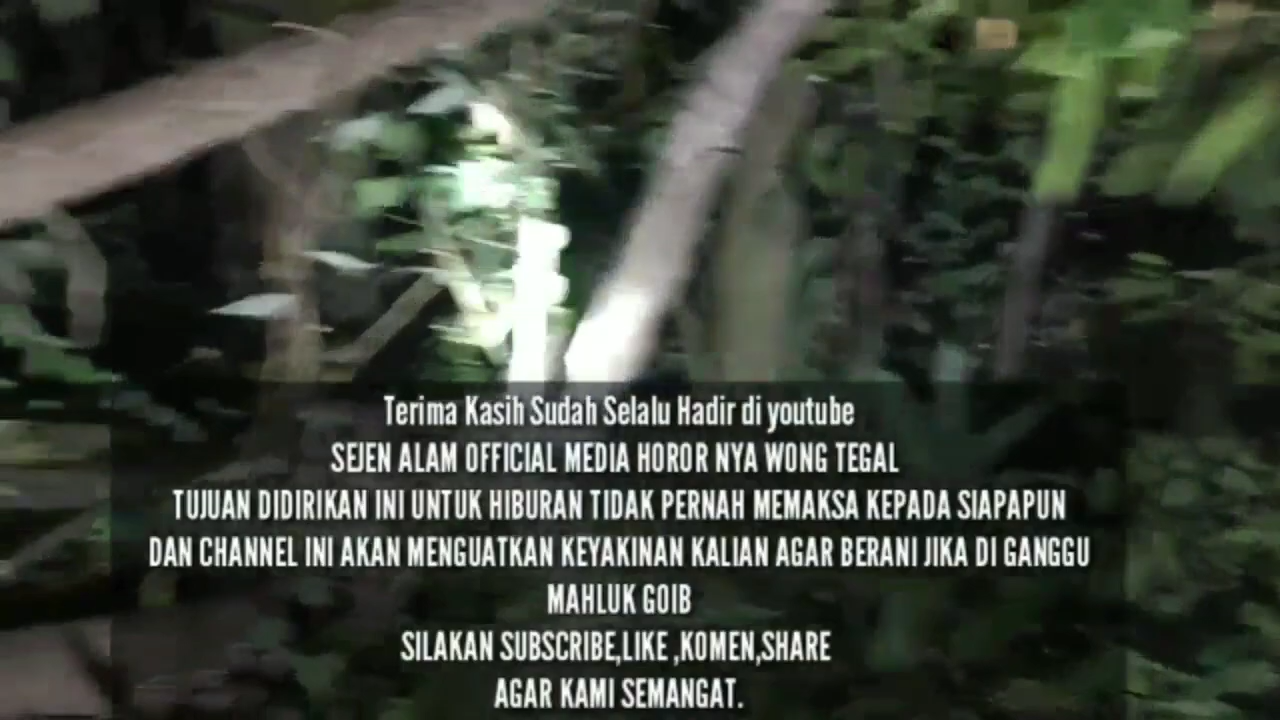 Terima Kasih Sudah Selalu Hadir di youtube
SEJEN ALAM OFFICIAL MEDIA HOROR NYA WONG TEGAL
TUJUAN DIDIRIKAN INI UNTUK HIBURAN TIDAK PERNAH MEMAKSA KEPADA SIAPAPUN
DAN CHANNEL INI AKAN MENGUATKAN KEYAKINAN KALIAN AGAR BERANI JIKA DI GANGGU
MAHLUK GOIB
SILAKAN SUBSCRIBE,LIKE ,KOMEN,SHARE
AGAR KAMI SEMANGAT.